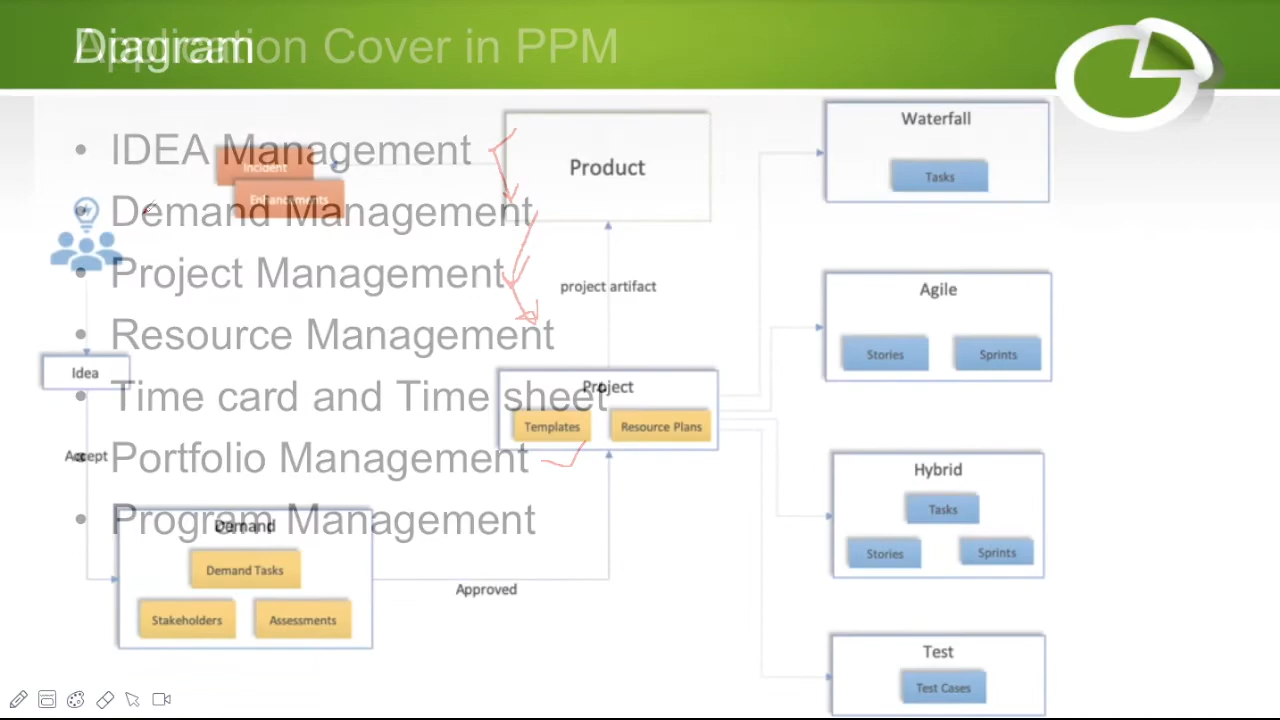 Application Cover in PPM
Diagram
• IDEA Management
• Demand Management
• Project Management
• Resource Management
• Time card and Time sheet
• Portfolio Management
• Program Management
Incident
Enhancements
Idea
Accept
Demand
Demand Tasks
Stakeholders
Assessments
Approved
Product
project artifact
Project
Templates
Resource Plans
Waterfall
Tasks
Agile
Stories
Sprints
Hybrid
Tasks
Stories
Sprints
Test
Test Cases